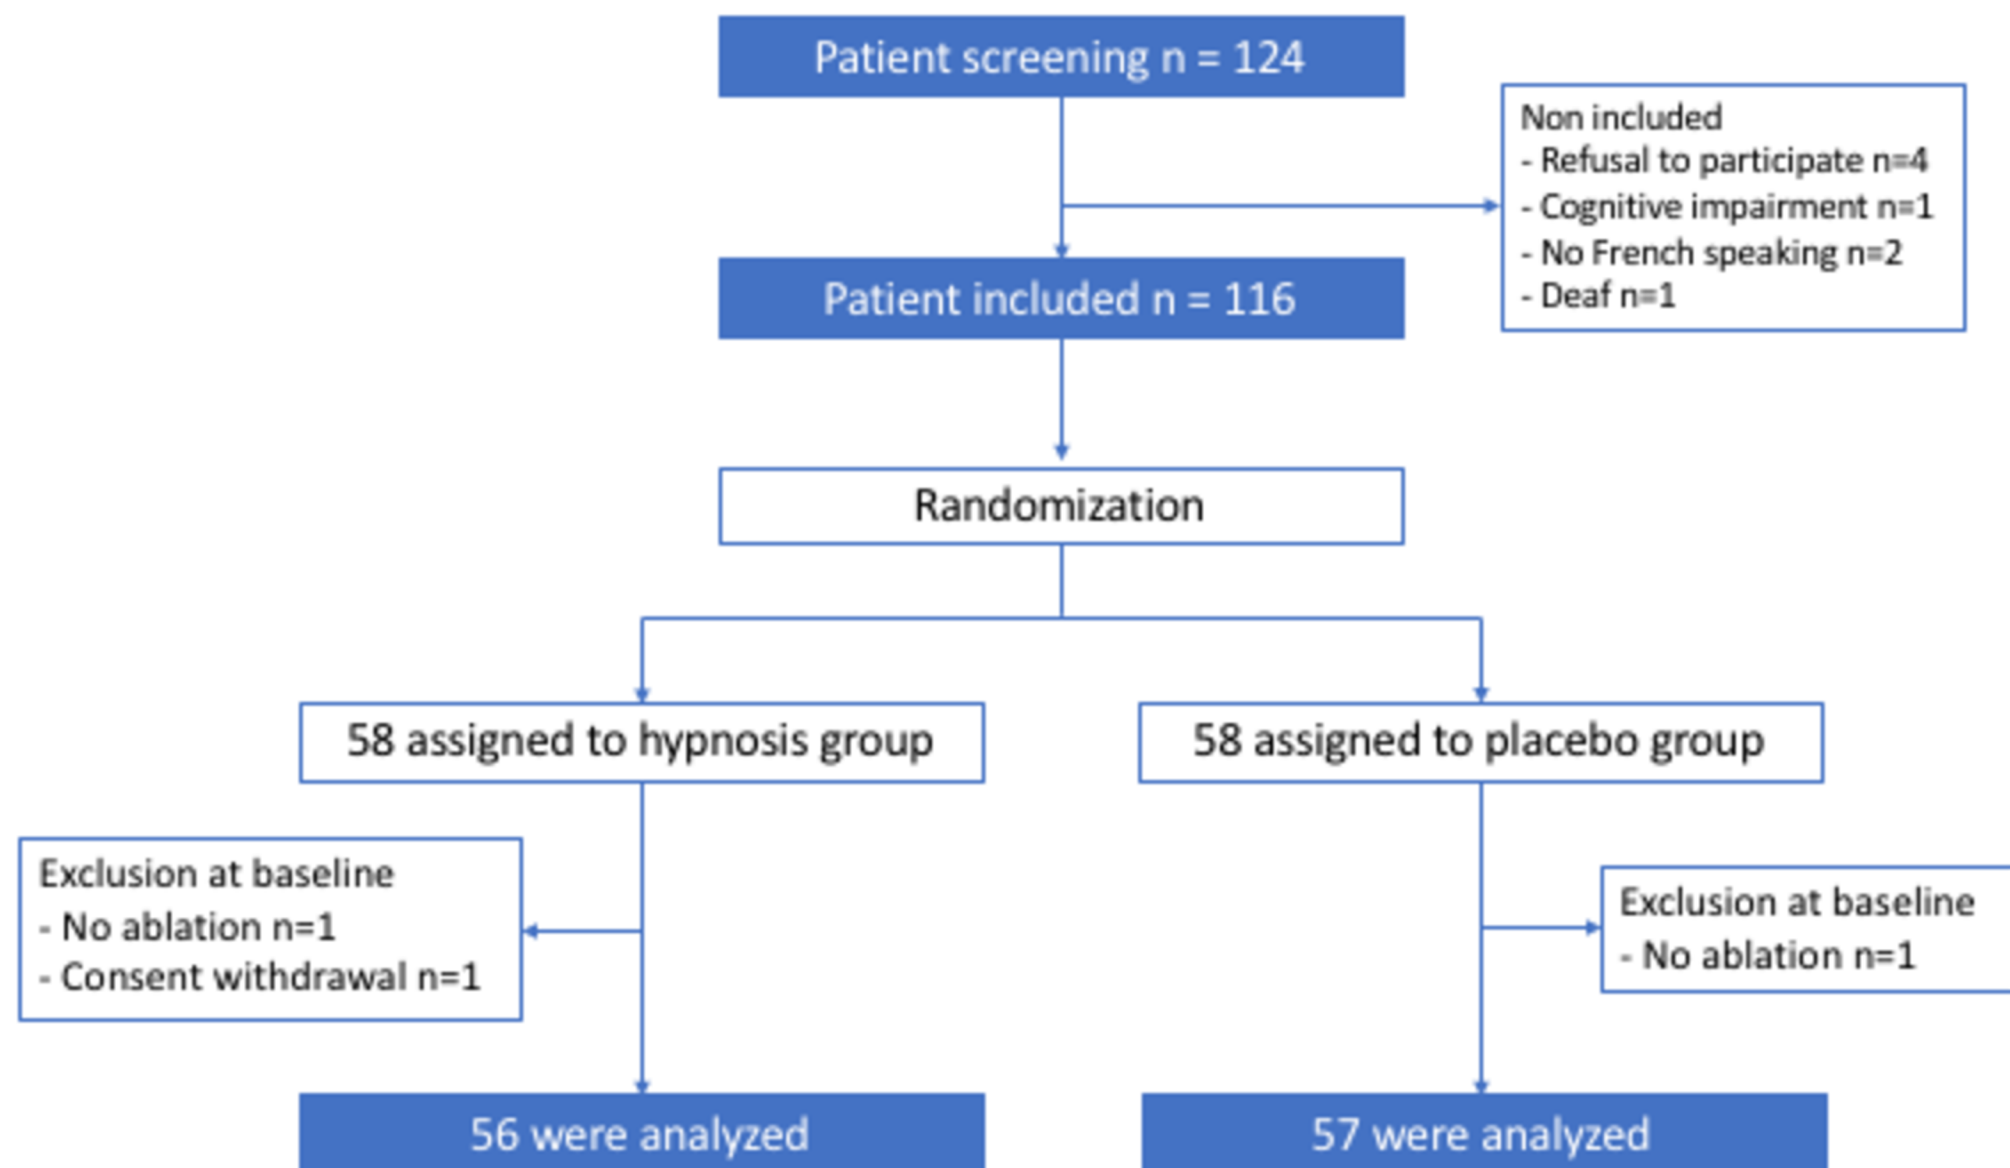 Patient screening n = 124
Non included
- Refusal to participate n=4
- Cognitive impairment n=1
- No French speaking n=2
- Deaf n=1
Patient included n = 116
Randomization
58 assigned to hypnosis group
58 assigned to placebo group
Exclusion at baseline
- No ablation n=1
- Consent withdrawal n=1
Exclusion at baseline
- No ablation n=1
56 were analyzed
57 were analyzed